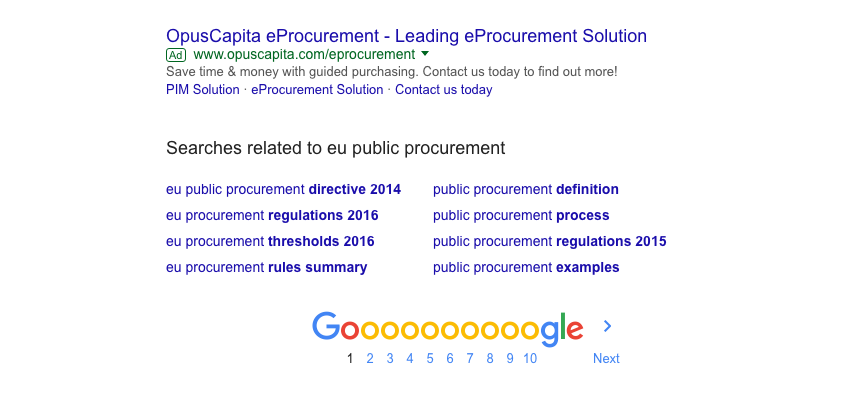 OpusCapita eProcurement - Leading eProcurement Solution
Ad www.opuscapita.com/eprocurement
Save time & money with guided purchasing. Contact us today to find out more!
PIM Solution · eProcurement Solution · Contact us today
Searches related to eu public procurement
eu public procurement directive 2014
public procurement definition
eu procurement regulations 2016
public procurement process
eu procurement thresholds 2016
public procurement regulations 2015
eu procurement rules summary
public procurement examples
Goooooooooogle
1 2 3 4 5 6 7 8 9 10 Next